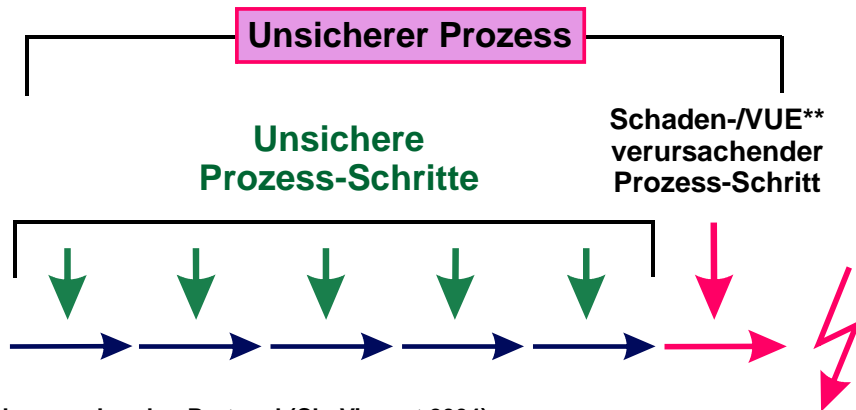 Unsicherer Prozess
Unsichere
Prozess-Schritte
Schaden-/VUE**
verursachender
Prozess-Schritt